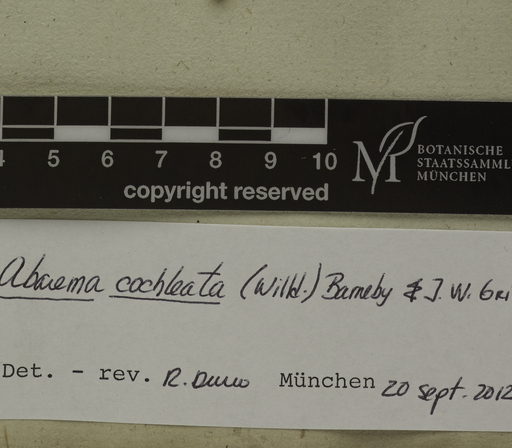 4 5 6 7 8 9 10
copyright reserved
BOTANISCHE
STAATSSAMML
MÜNCHEN
Abarema cochleata (Willd.) Barneby & J. W. Gri
Det. - rev. München 20 sept. 2012